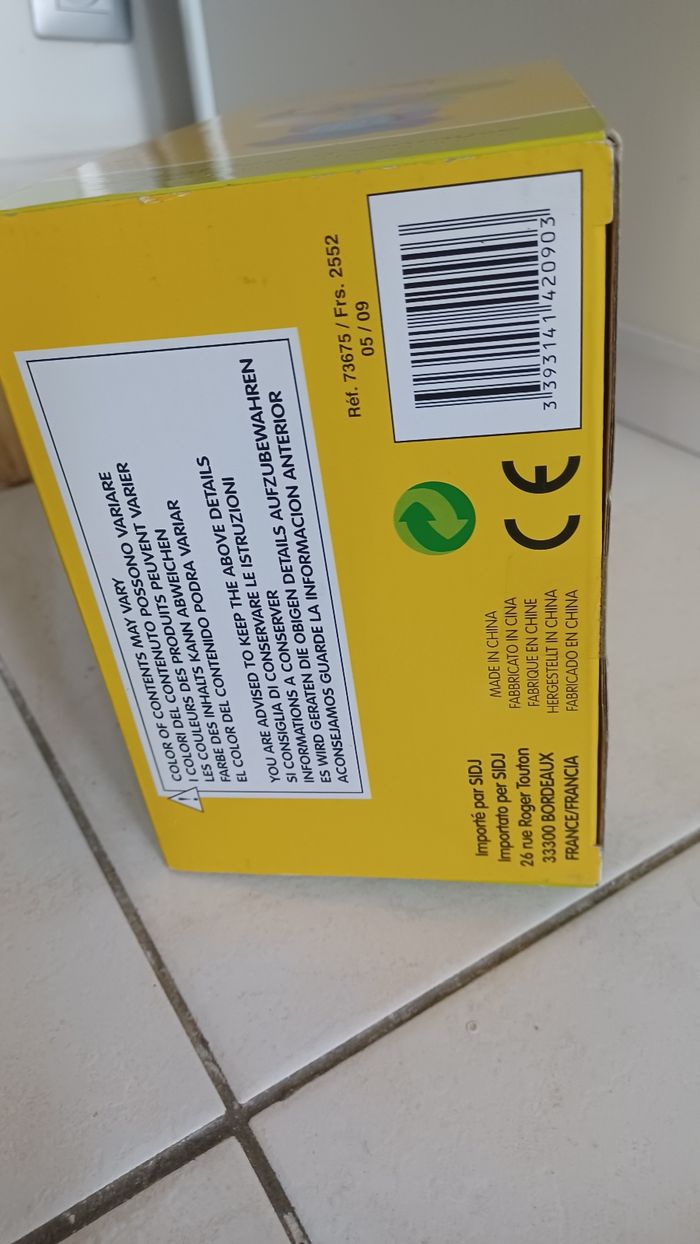 COLOR OF CONTENTS MAY VARY
I COLORI DEL CONTENUTO POSSONO VARIARE
LES COULEURS DES PRODUITS PEUVENT VARIER
FARBE DES INHALTS KANN ABWEICHEN
EL COLOR DEL CONTENIDO PODRA VARIAR
YOU ARE ADVISED TO KEEP THE ABOVE DETAILS
SI CONSIGLIA DI CONSERVARE LE ISTRUZIONI
INFORMATIONS A CONSERVER
ES WIRD GERATEN DIE OBIGEN DETAILS AUFZUBEWAHREN
ACONSEJAMOS GUARDE LA INFORMACION ANTERIOR
Réf. 73675 / Frs. 2552
05 / 09
3 393141 420903
CE
MADE IN CHINA
FABBRICATO IN CINA
FABRIQUE EN CHINE
HERGESTELLT IN CHINA
FABRICADO EN CHINA
Importé par SIDJ
Importato per SIDJ
26 rue Roger Touton
33300 BORDEAUX
FRANCE/FRANCIA